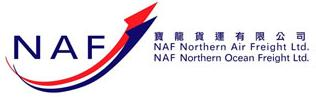 NAF
寶龍貨運有限公司
NAF Northern Air Freight Ltd.
NAF Northern Ocean Freight Ltd.